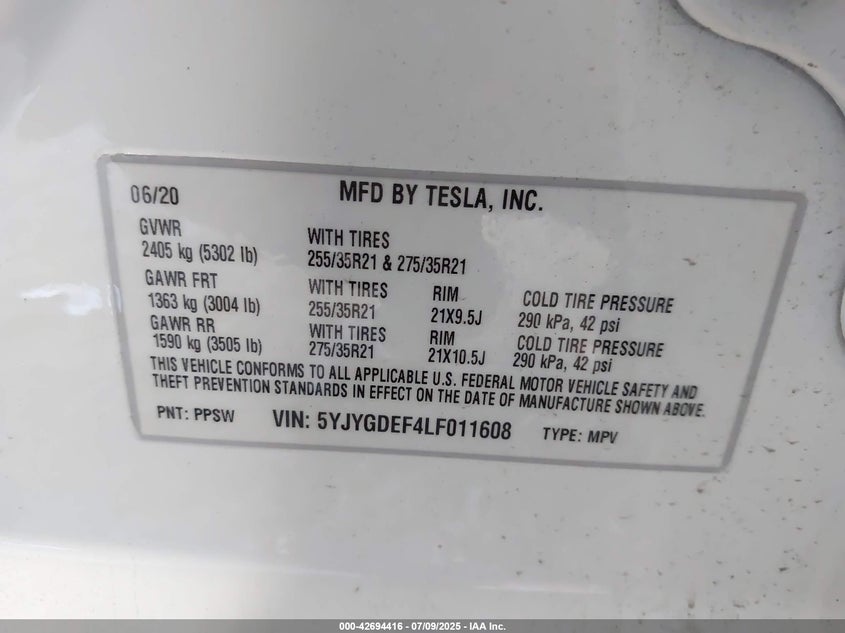 06/20 MFD BY TESLA, INC.
GVWR
2405 kg (5302 lb)
WITH TIRES
255/35R21 & 275/35R21
GAWR FRT
1363 kg (3004 lb)
WITH TIRES
255/35R21
RIM
21X9.5J
COLD TIRE PRESSURE
290 kPa, 42 psi
GAWR RR
1590 kg (3505 lb)
WITH TIRES
275/35R21
RIM
21X10.5J
COLD TIRE PRESSURE
290 kPa, 42 psi
THIS VEHICLE CONFORMS TO ALL APPLICABLE U.S. FEDERAL MOTOR VEHICLE SAFETY AND
THEFT PREVENTION STANDARDS IN EFFECT ON THE DATE OF MANUFACTURE SHOWN ABOVE.
PNT: PPSW VIN: 5YJYGDEF4LF011608 TYPE: MPV
000-42694416 - 07/09/2025 - IAA Inc.